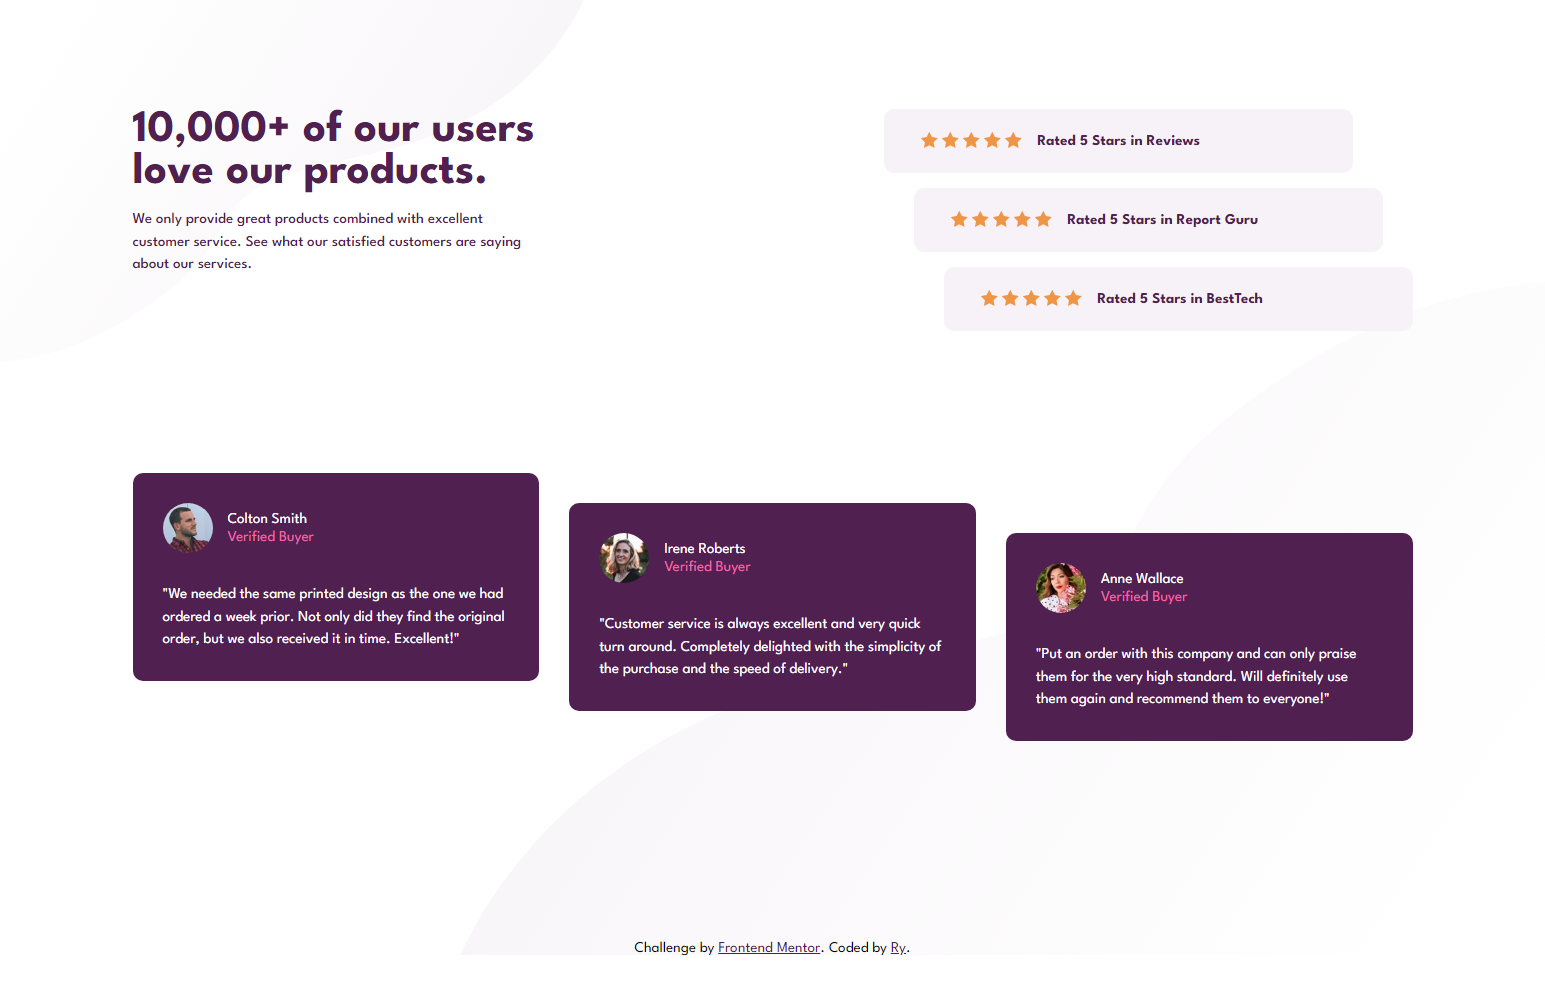 10,000+ of our users
love our products.
We only provide great products combined with excellent
customer service. See what our satisfied customers are saying
about our services.
Rated 5 Stars in Reviews
Rated 5 Stars in Report Guru
Rated 5 Stars in BestTech
Colton Smith
Verified Buyer
"We needed the same printed design as the one we had
ordered a week prior. Not only did they find the original
order, but we also received it in time. Excellent!"
Irene Roberts
Verified Buyer
"Customer service is always excellent and very quick
turn around. Completely delighted with the simplicity of
the purchase and the speed of delivery."
Anne Wallace
Verified Buyer
"Put an order with this company and can only praise
them for the very high standard. Will definitely use
them again and recommend them to everyone!"
Challenge by Frontend Mentor. Coded by Ry.